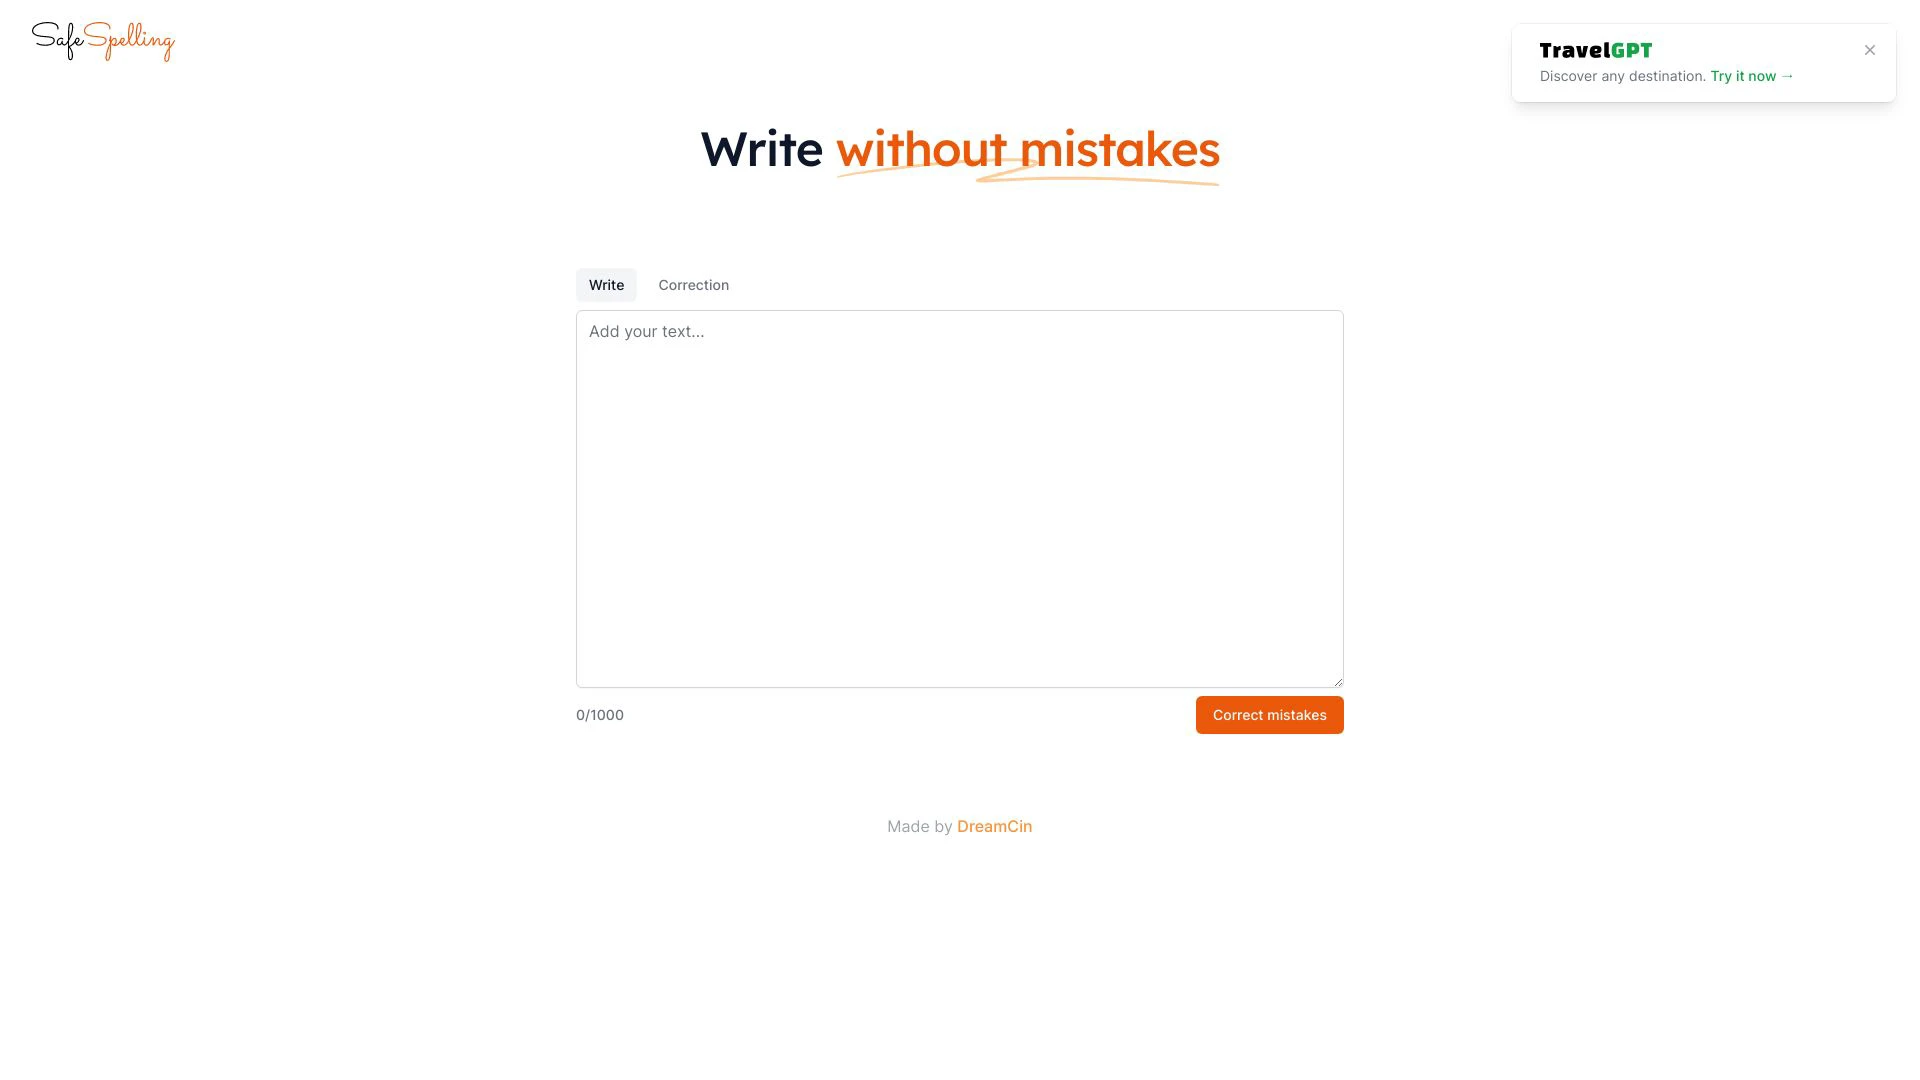 SafeSpelling
TravelGPT
Discover any destination. Try it now →
Write without mistakes
Write
Correction
Add your text...
0/1000
Correct mistakes
Made by DreamCin